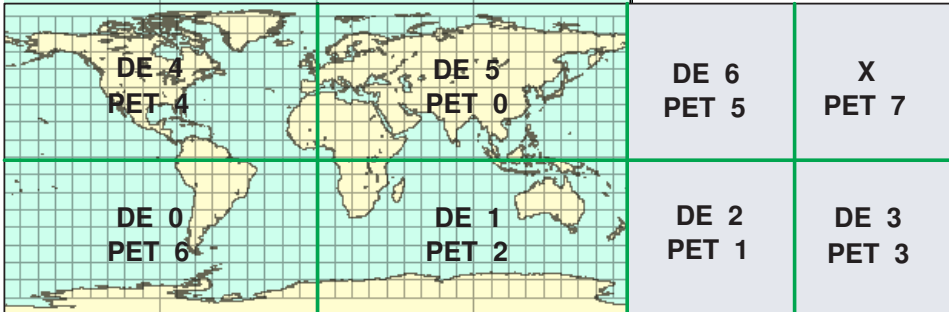 DE 4
PET 4
DE 5
PET 0
DE 6
PET 5
X
PET 7
DE 0
PET 6
DE 1
PET 2
DE 2
PET 1
DE 3
PET 3